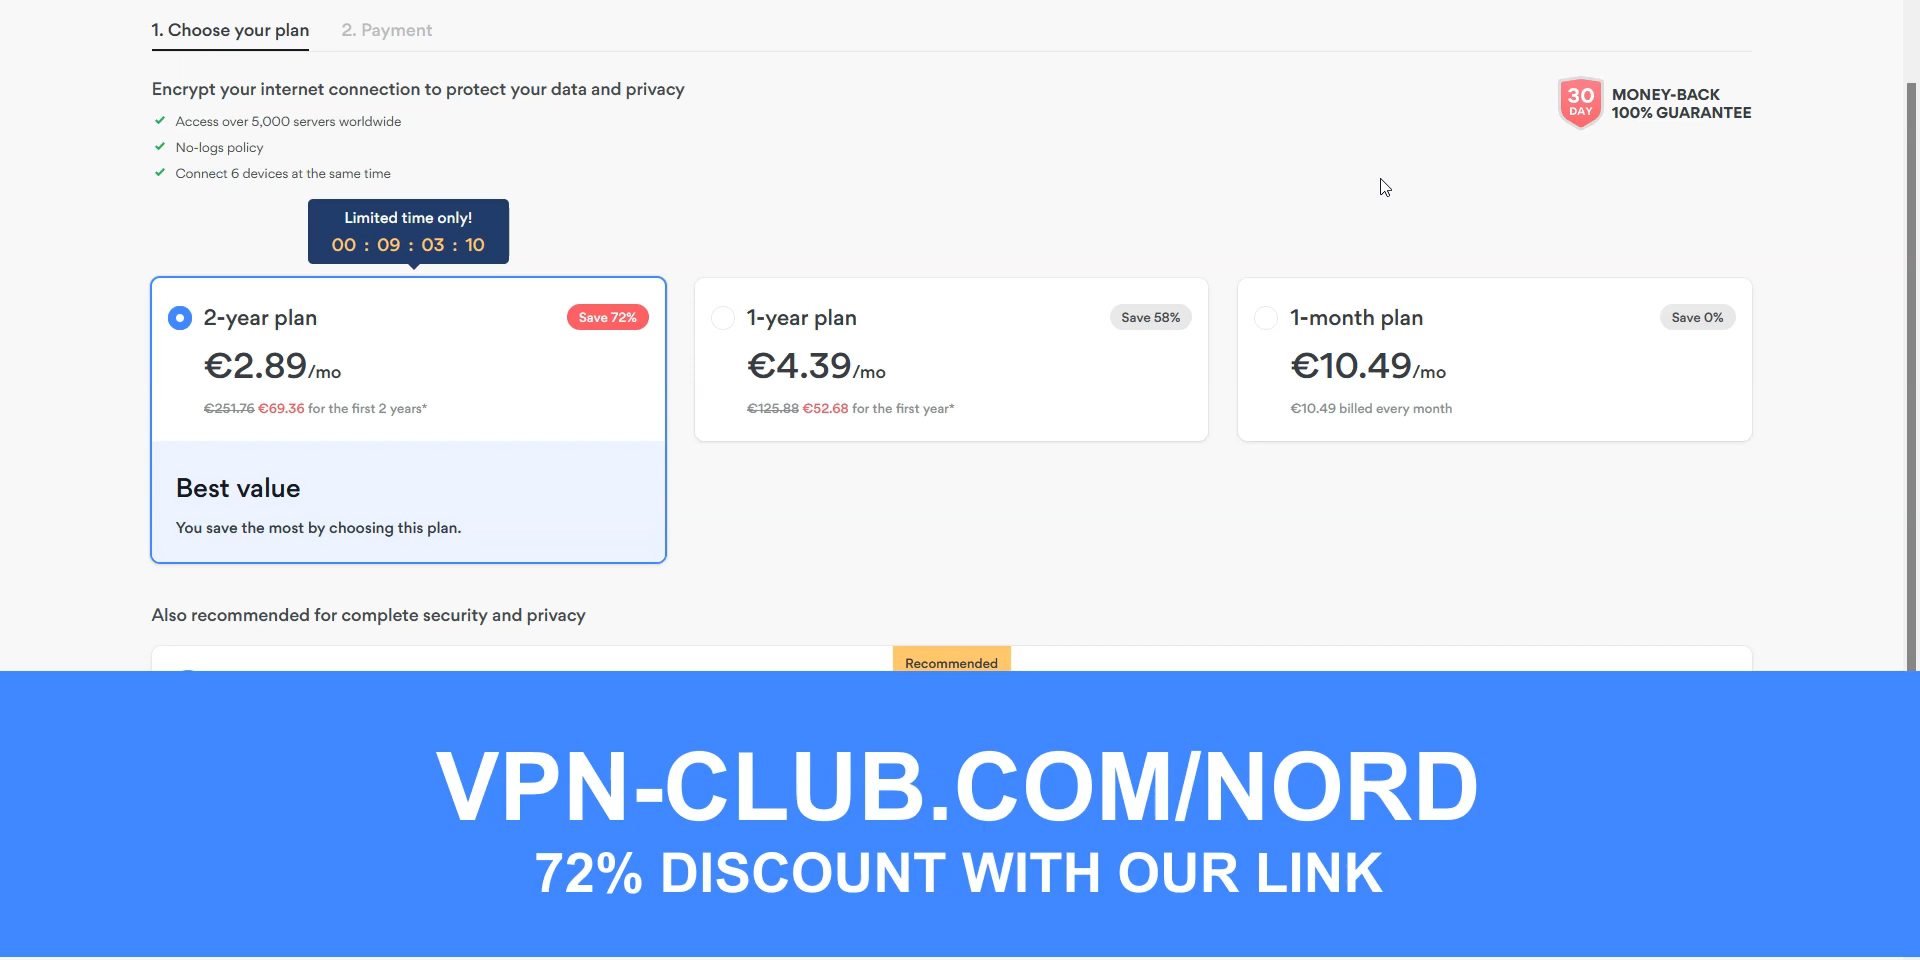 1. Choose your plan
2. Payment
Encrypt your internet connection to protect your data and privacy
Access over 5,000 servers worldwide
No-logs policy
Connect 6 devices at the same time
30
DAY
MONEY-BACK
100% GUARANTEE
Limited time only!
00 : 09 : 03 : 10
2-year plan
Save 72%
€2.89/mo
€251.76 €69.36 for the first 2 years*
Best value
You save the most by choosing this plan.
1-year plan
Save 58%
€4.39/mo
€125.88 €52.68 for the first year*
1-month plan
Save 0%
€10.49/mo
€10.49 billed every month
Also recommended for complete security and privacy
Recommended
VPN-CLUB.COM/NORD
72% DISCOUNT WITH OUR LINK